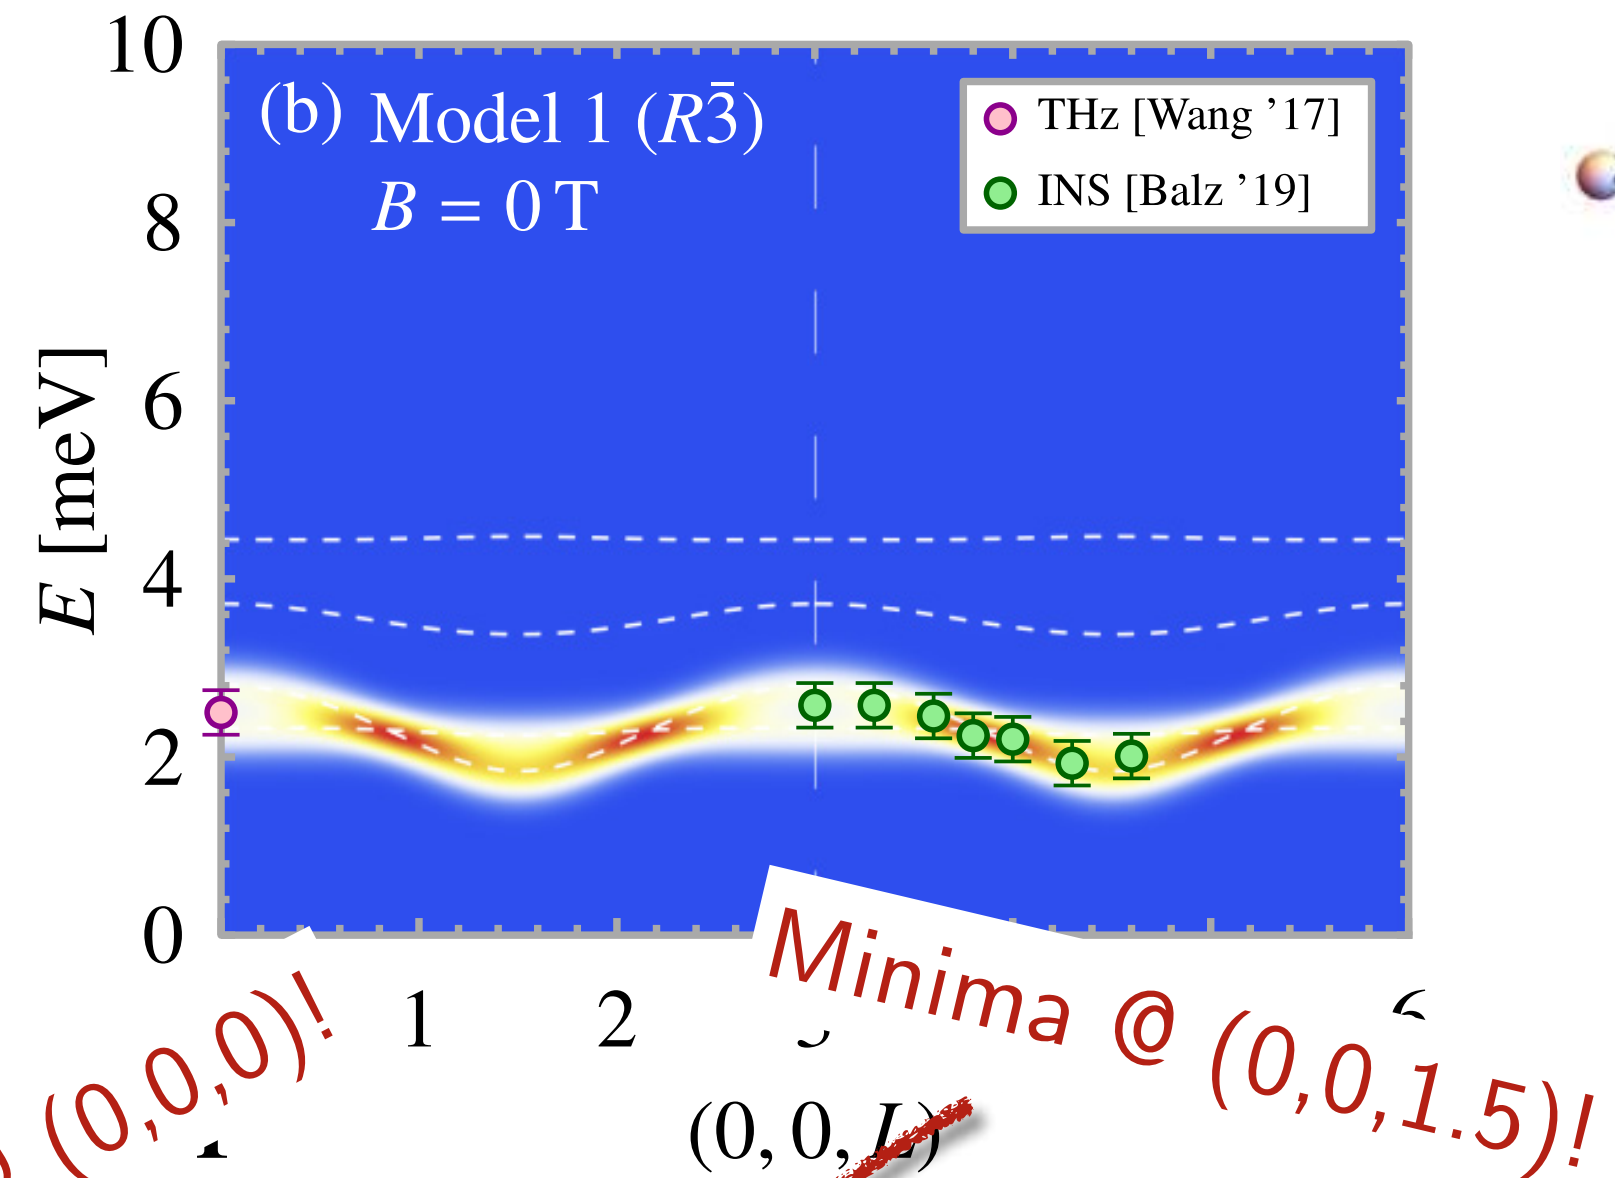 10
(b) Model 1 (R3̄)
B = 0 T
THz [Wang ’17]
INS [Balz ’19]
8
6
4
2
0
E [meV]
1
2
6
(0, 0, L)
(0,0,0)!
Minima @ (0,0,1.5)!